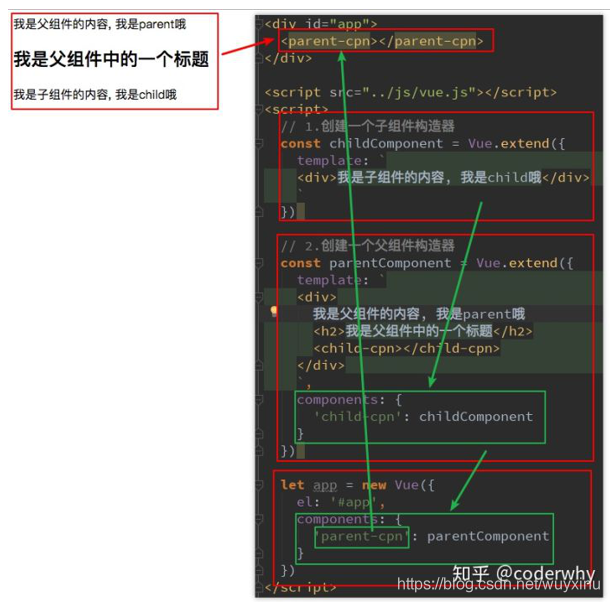 我是父组件的内容, 我是parent哦
我是父组件中的一个标题
我是子组件的内容, 我是child哦
<div id="app">
<parent-cpn></parent-cpn>
</div>
<script src="../js/vue.js"></script>
<script>
// 1.创建一个子组件构造器
const childComponent = Vue.extend({
template: `
<div>我是子组件的内容, 我是child哦</div>
`
})
// 2.创建一个父组件构造器
const parentComponent = Vue.extend({
template: `
<div>
我是父组件的内容, 我是parent哦
<h2>我是父组件中的一个标题</h2>
<child-cpn></child-cpn>
</div>
`,
components: {
'child-cpn': childComponent
}
})
let app = new Vue({
el: '#app',
components: {
'parent-cpn': parentComponent
}
})
</script>
知乎 @coderwhy
https://blog.csdn.net/wuyxinu